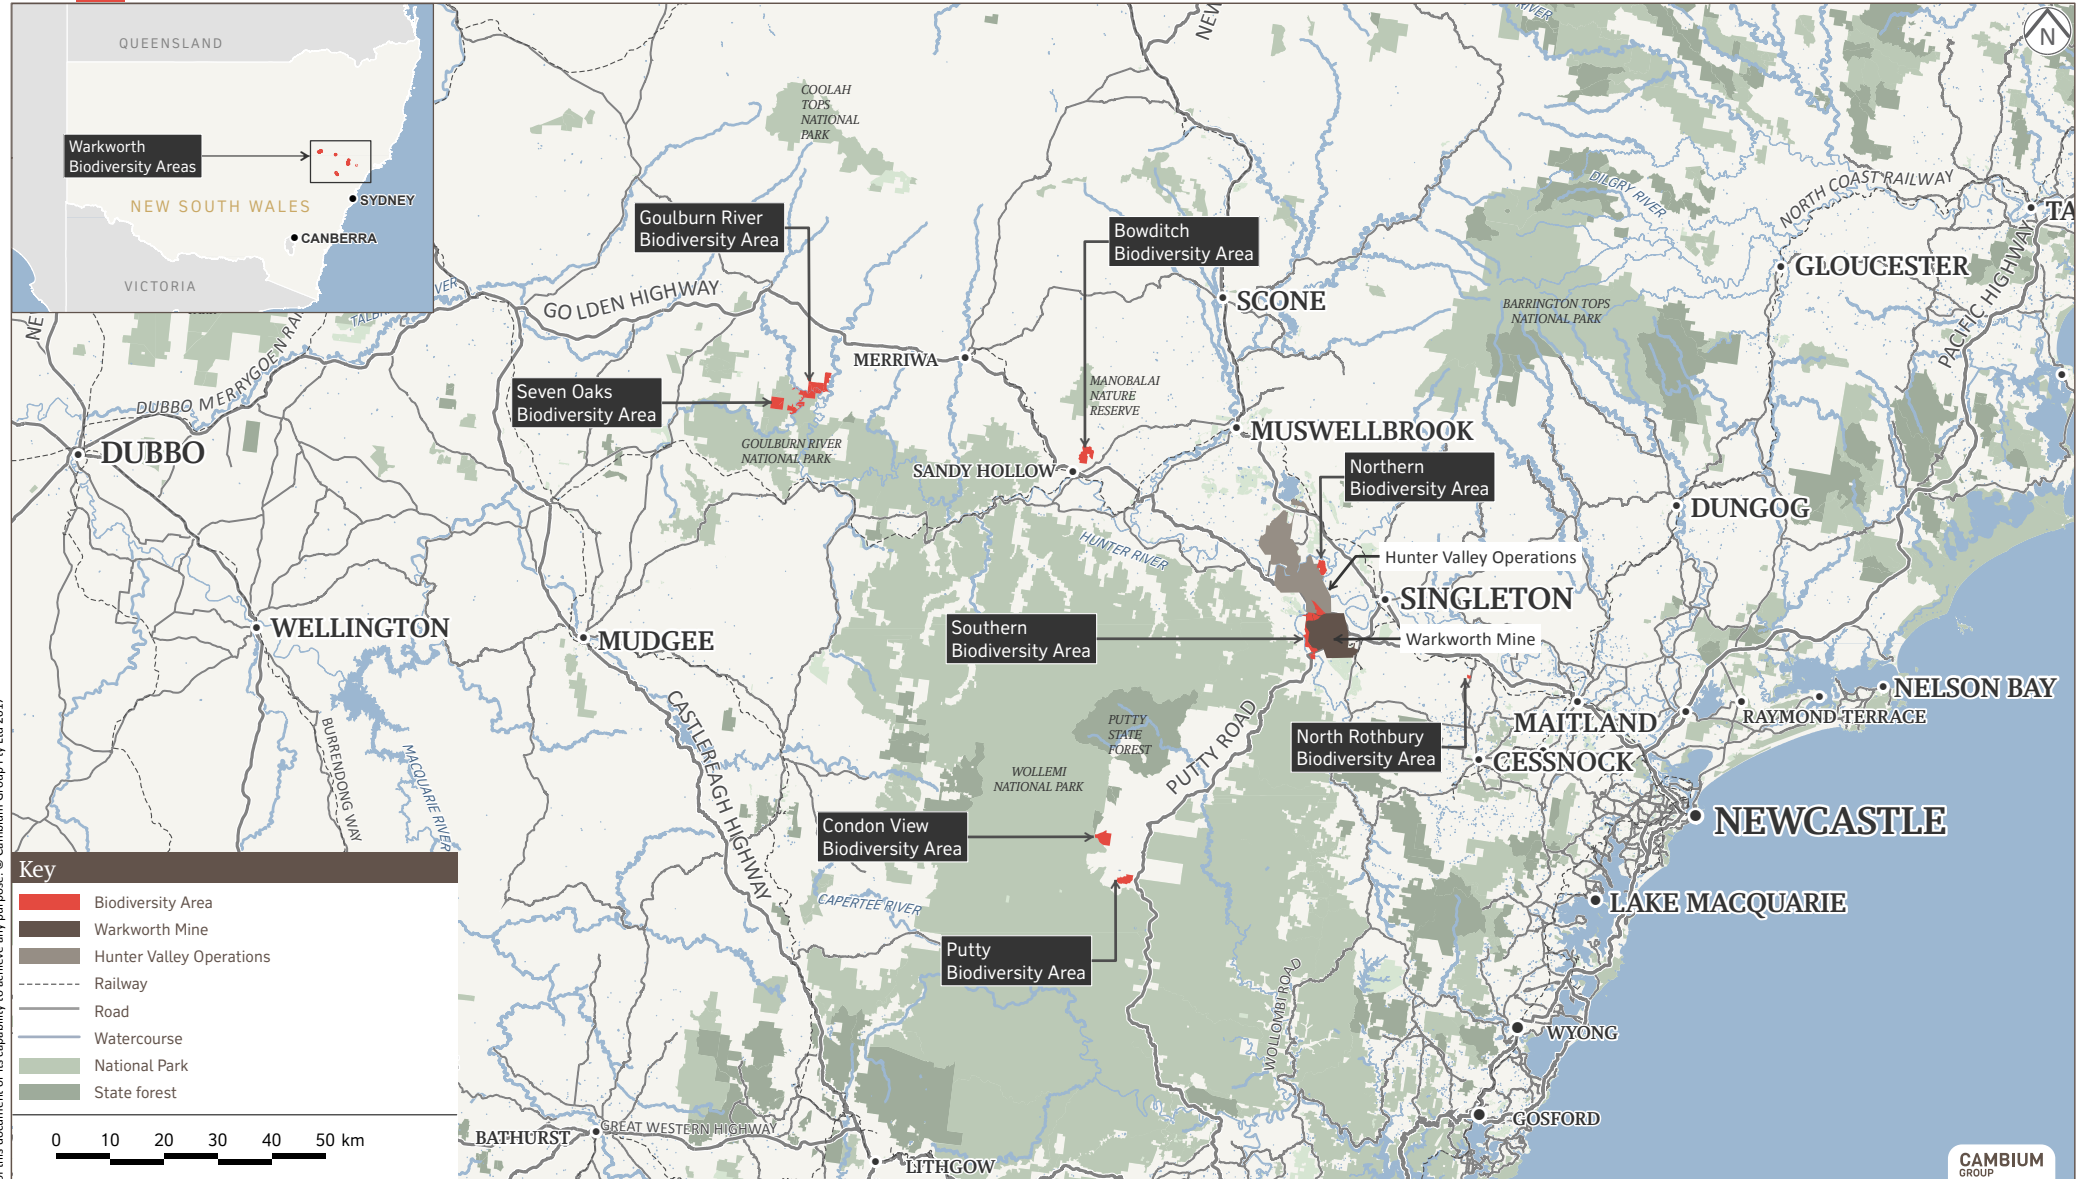 QUEENSLAND
Warkworth
Biodiversity Areas
NEW SOUTH WALES
SYDNEY
CANBERRA
VICTORIA
N
COOLAH
TOPS
NATIONAL
PARK
DILGRY RIVER
NORTH COAST RAILWAY
TA
Goulburn River
Biodiversity Area
Bowditch
Biodiversity Area
GLOUCESTER
PACIFIC HIGHWAY
GOLDEN HIGHWAY
SCONE
BARRINGTON TOPS
NATIONAL PARK
MERRIWA
MANOBALAI
NATURE
RESERVE
Seven Oaks
Biodiversity Area
DUBBO
GOULBURN RIVER
NATIONAL PARK
SANDY HOLLOW
MUSWELLBROOK
Northern
Biodiversity Area
DUNGOG
HUNTER RIVER
Hunter Valley Operations
SINGLETON
WELLINGTON
MUDGEE
Southern
Biodiversity Area
Warkworth Mine
NELSON BAY
RAYMOND TERRACE
MAITLAND
CASTLEREAGH HIGHWAY
BURRENDONG WAY
MACQUARIE RIVER
PUTTY
STATE
FOREST
PUTTY ROAD
North Rothbury
Biodiversity Area
CESSNOCK
WOLLEMI
NATIONAL PARK
NEWCASTLE
Condon View
Biodiversity Area
CAPERTEE RIVER
LAKE MACQUARIE
Putty
Biodiversity Area
WOLLOMBI ROAD
WYONG
GOSFORD
BATHURST
GREAT WESTERN HIGHWAY
LITHGOW
Key
Biodiversity Area
Warkworth Mine
Hunter Valley Operations
Railway
Road
Watercourse
National Park
State forest
0 10 20 30 40 50 km
CAMBIUM
GROUP